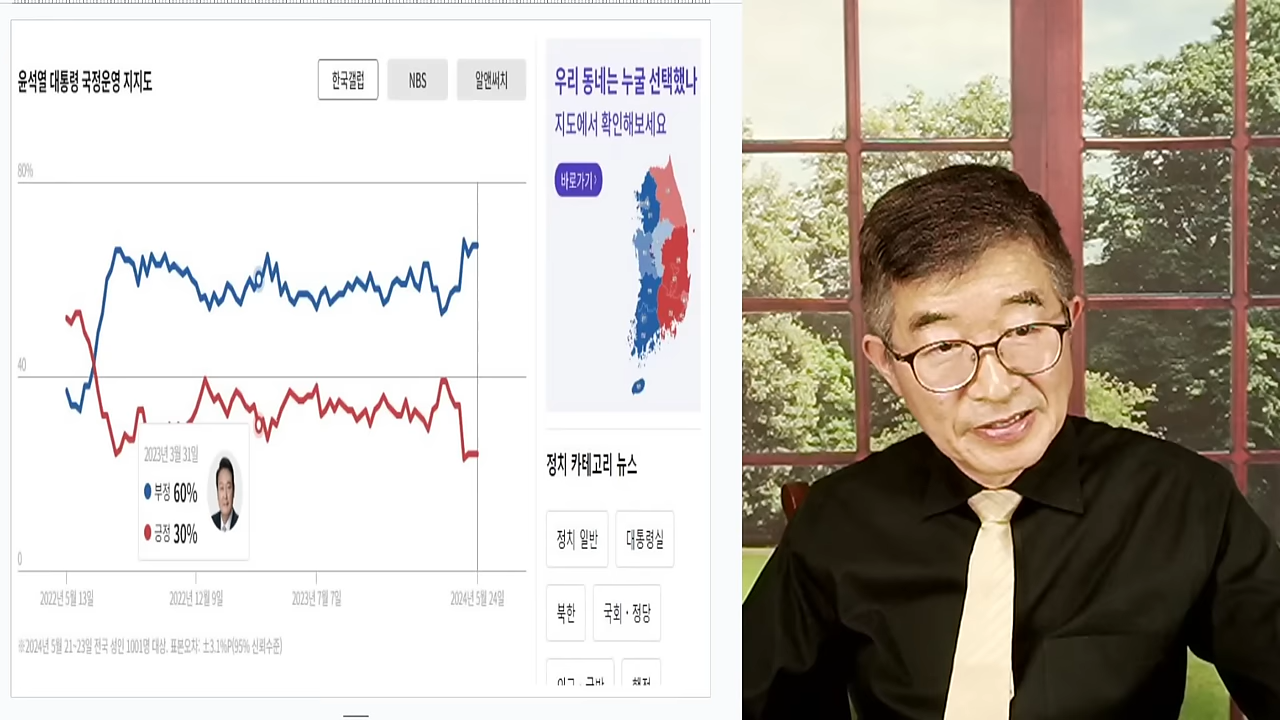 윤석열 대통령 국정운영 지지도
한국갤럽
NBS
알앤써치
80%
40
0
2023년 3월 31일
부정 60%
긍정 30%
2022년 5월 13일
2022년 12월 9일
2023년 7월 7일
2024년 5월 24일
※2024년 5월 21~23일 전국 성인 1001명 대상. 표본오차: ±3.1%P(95% 신뢰수준)
우리 동네는 누굴 선택했나
지도에서 확인해보세요
바로가기›
정치 카테고리 뉴스
정치 일반
대통령실
북한
국회·정당